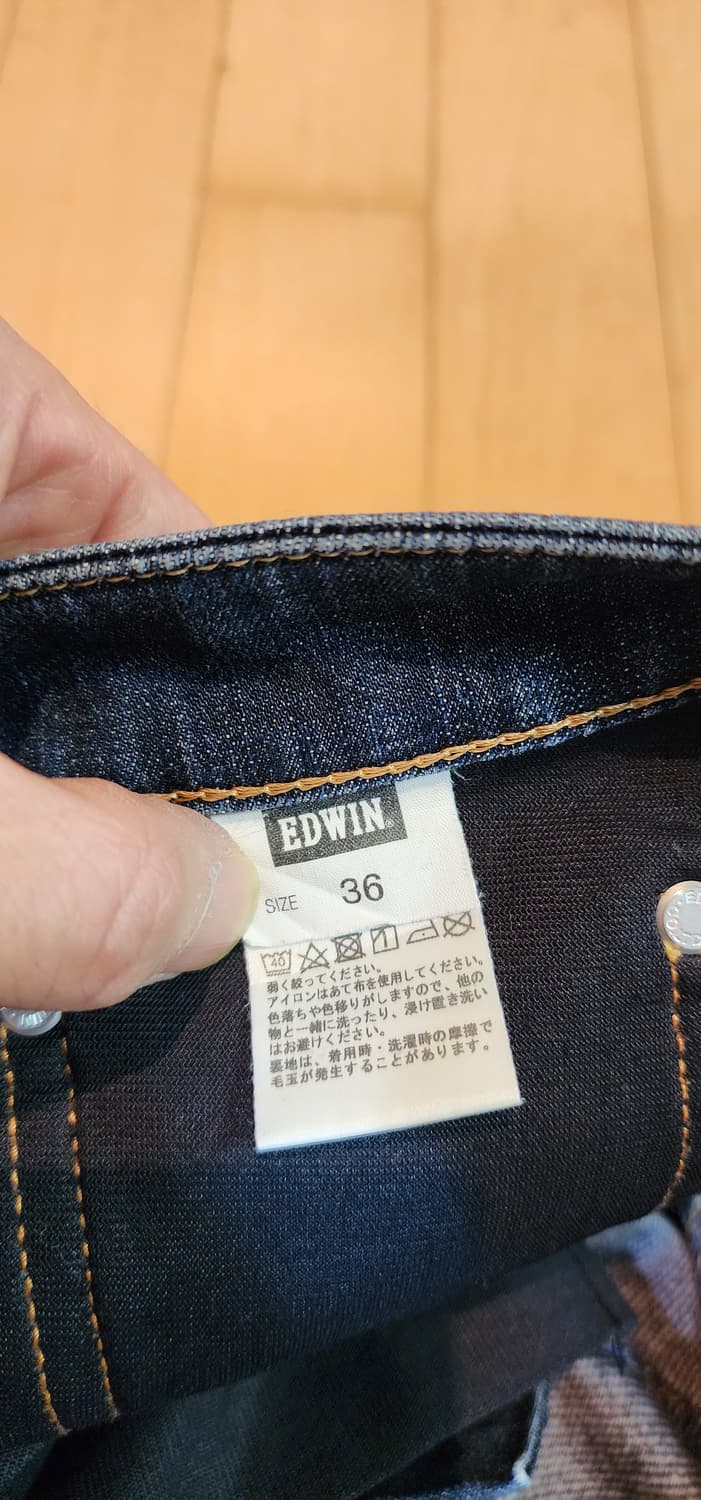 EDWIN
SIZE 36
40
弱く絞ってください。
アイロンはあて布を使用してください。
色落ちや色移りがしますので、他の
物と一緒に洗ったり、浸け置き洗い
はお避けください。
裏地は、着用時・洗濯時の摩擦で
毛玉が発生することがあります。